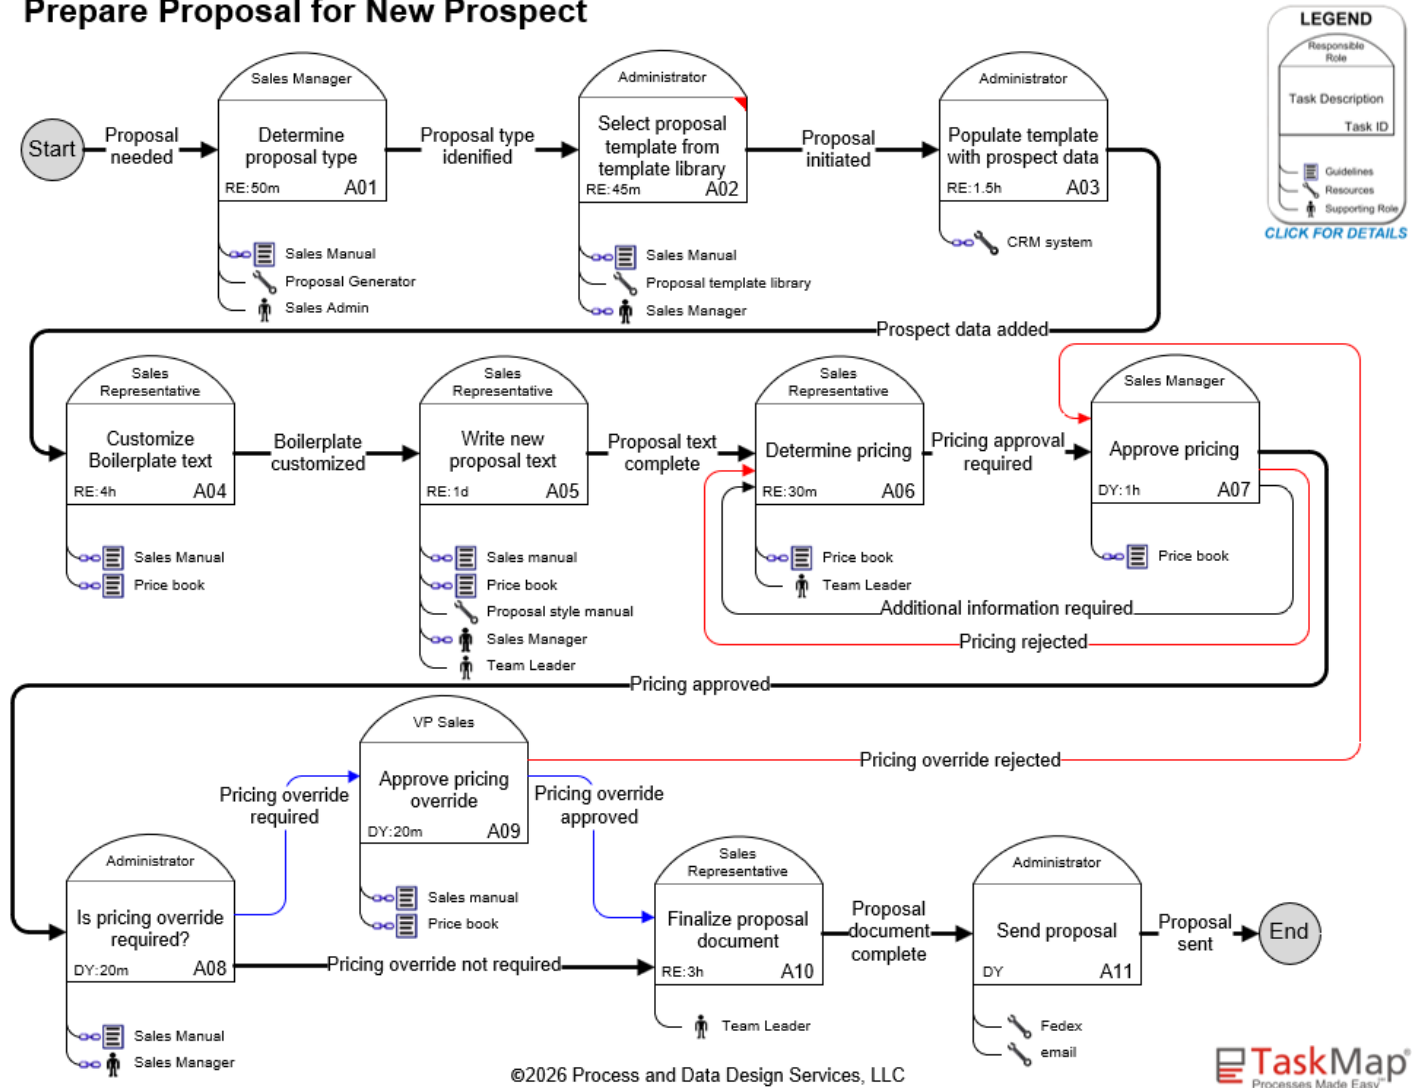 Prepare Proposal for New Prospect
LEGEND
Responsible
Role
Task Description
Task ID
Guidelines
Resources
Supporting Role
CLICK FOR DETAILS
Start
Proposal
needed
Sales Manager
Determine
proposal type
RE:50m
A01
Sales Manual
Proposal Generator
Sales Admin
Proposal type
idenified
Administrator
Select proposal
template from
template library
RE:45m
A02
Sales Manual
Proposal template library
Sales Manager
Proposal
initiated
Administrator
Populate template
with prospect data
RE:1.5h
A03
CRM system
Prospect data added
Sales
Representative
Customize
Boilerplate text
RE:4h
A04
Sales Manual
Price book
Boilerplate
customized
Sales
Representative
Write new
proposal text
RE:1d
A05
Sales manual
Price book
Proposal style manual
Sales Manager
Team Leader
Proposal text
complete
Sales
Representative
Determine pricing
RE:30m
A06
Price book
Team Leader
Pricing approval
required
Sales Manager
Approve pricing
DY:1h
A07
Price book
Additional information required
Pricing rejected
Pricing approved
Administrator
Is pricing override
required?
DY:20m
A08
Sales Manual
Sales Manager
Pricing override
required
VP Sales
Approve pricing
override
DY:20m
A09
Sales manual
Price book
Pricing override rejected
Pricing override
approved
Pricing override not required
Sales
Representative
Finalize proposal
document
RE:3h
A10
Team Leader
Proposal
document
complete
Administrator
Send proposal
DY
A11
Fedex
email
Proposal
sent
End
©2026 Process and Data Design Services, LLC
TaskMap®
Processes Made Easy℠